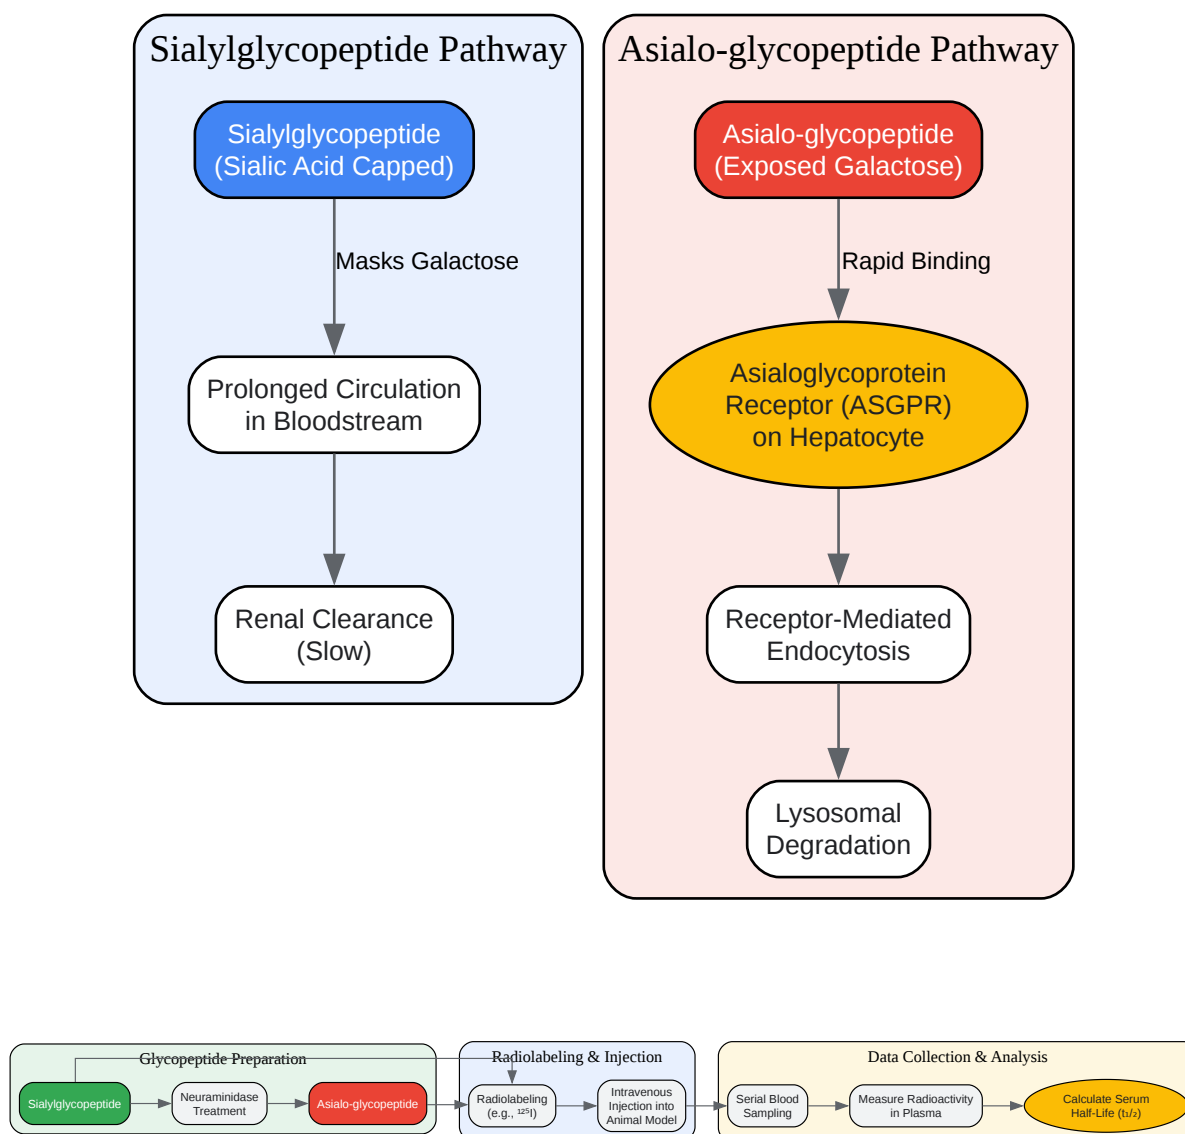 Sialylglycopeptide Pathway
Sialylglycopeptide
(Sialic Acid Capped)
Masks Galactose
Prolonged Circulation
in Bloodstream
Renal Clearance
(Slow)
Asialo-glycopeptide Pathway
Asialo-glycopeptide
(Exposed Galactose)
Rapid Binding
Asialoglycoprotein
Receptor (ASGPR)
on Hepatocyte
Receptor-Mediated
Endocytosis
Lysosomal
Degradation
Glycopeptide Preparation
Sialylglycopeptide
Neuraminidase
Treatment
Asialo-glycopeptide
Radiolabeling & Injection
Radiolabeling
(e.g., ¹²⁵I)
Intravenous
Injection into
Animal Model
Data Collection & Analysis
Serial Blood
Sampling
Measure Radioactivity
in Plasma
Calculate Serum
Half-Life (t₁/₂)